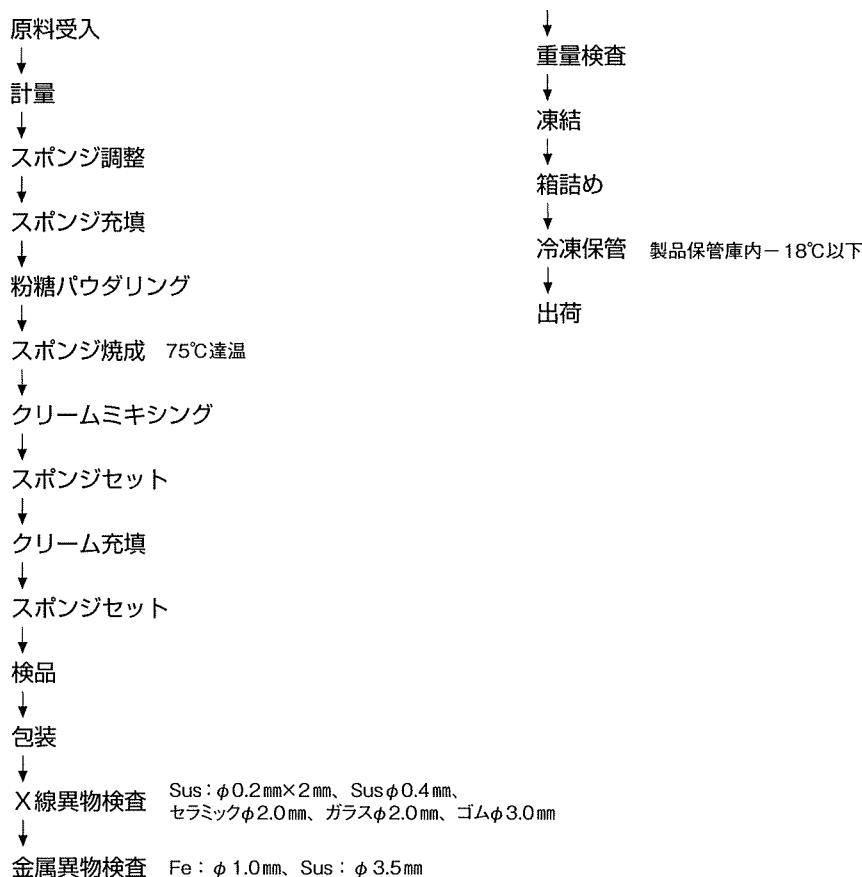 原料受入
↓
計量
↓
スポンジ調整
↓
スポンジ充填
↓
粉糖パウダリング
↓
スポンジ焼成 75℃達温
↓
クリームミキシング
↓
スポンジセット
↓
クリーム充填
↓
スポンジセット
↓
検品
↓
包装
↓
X線異物検査 Sus:φ0.2㎜×2㎜、Susφ0.4㎜、
セラミックφ2.0㎜、ガラスφ2.0㎜、ゴムφ3.0㎜
↓
金属異物検査 Fe:φ1.0㎜、Sus:φ3.5㎜
↓
重量検査
↓
凍結
↓
箱詰め
↓
冷凍保管 製品保管庫内-18℃以下
↓
出荷